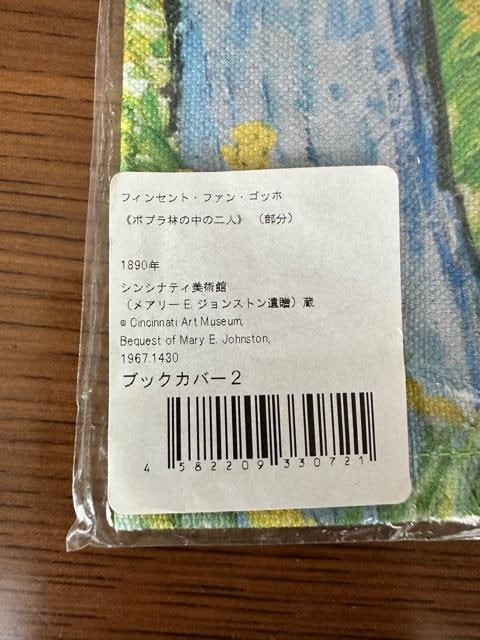 フィンセント・ファン・ゴッホ
《ポプラ林の中の二人》 （部分）
1890年
シンシナティ美術館
（メアリー E. ジョンストン遺贈）蔵
© Cincinnati Art Museum,
Bequest of Mary E. Johnston,
1967.1430
ブックカバー２
4 582209 330721